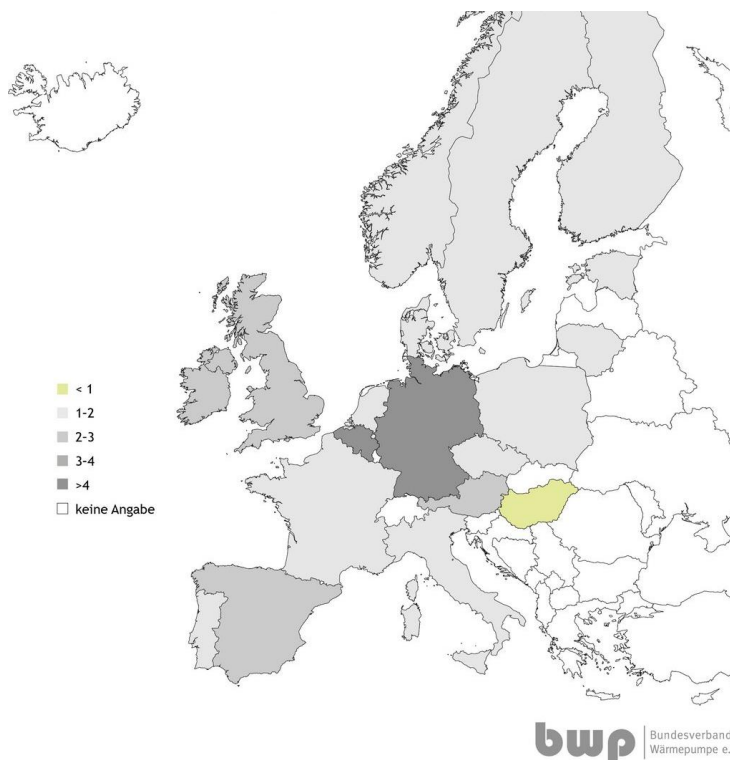 < 1
1-2
2-3
3-4
>4
keine Angabe
bwp
Bundesverband
Wärmepumpe e.